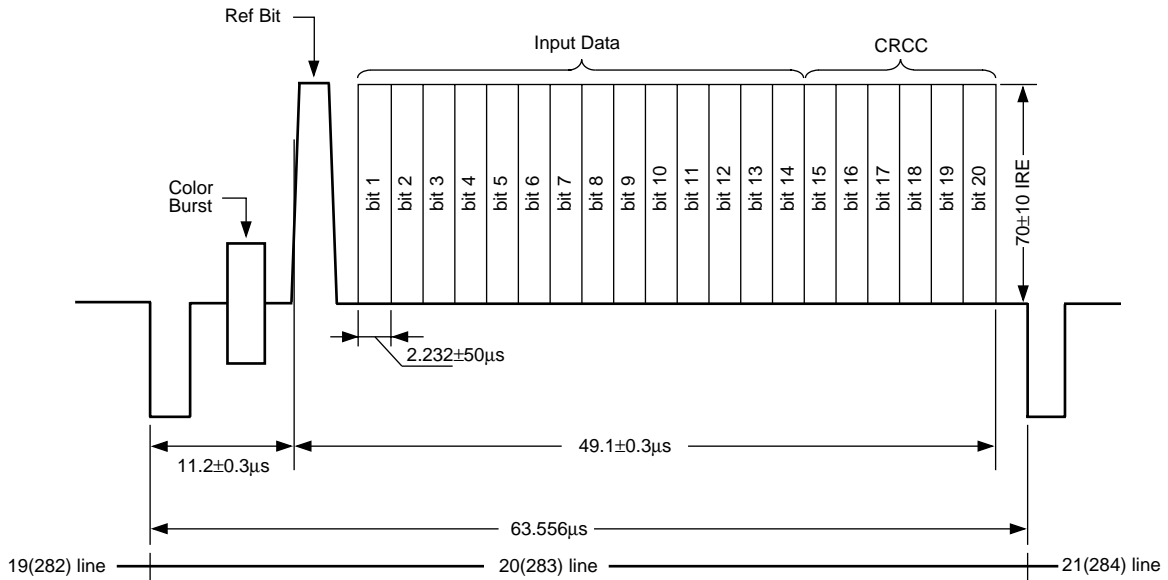 Ref Bit
Input Data
CRCC
Color
Burst
bit 1
bit 2
bit 3
bit 4
bit 5
bit 6
bit 7
bit 8
bit 9
bit 10
bit 11
bit 12
bit 13
bit 14
bit 15
bit 16
bit 17
bit 18
bit 19
bit 20
70±10 IRE
2.232±50μs
49.1±0.3μs
11.2±0.3μs
63.556μs
19(282) line
20(283) line
21(284) line